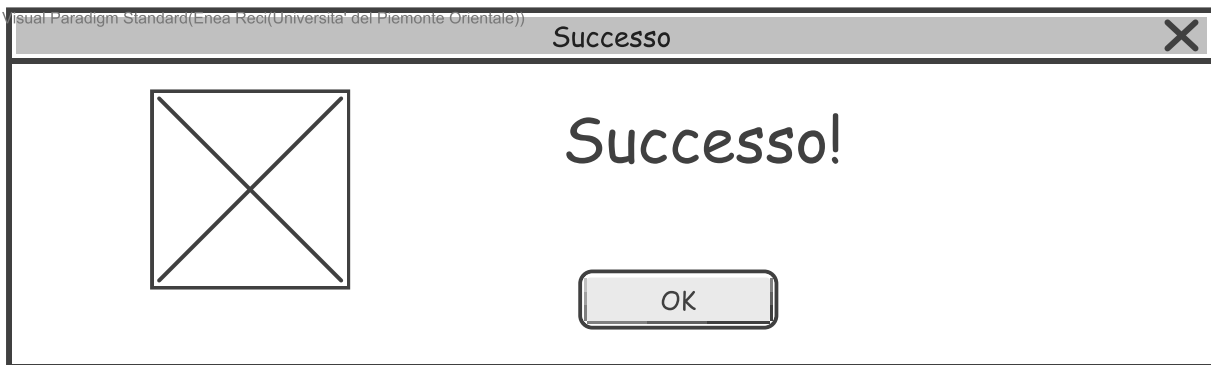 Visual Paradigm Standard(Enea Reci(Universita' del Piemonte Orientale))
Successo
Successo!
OK